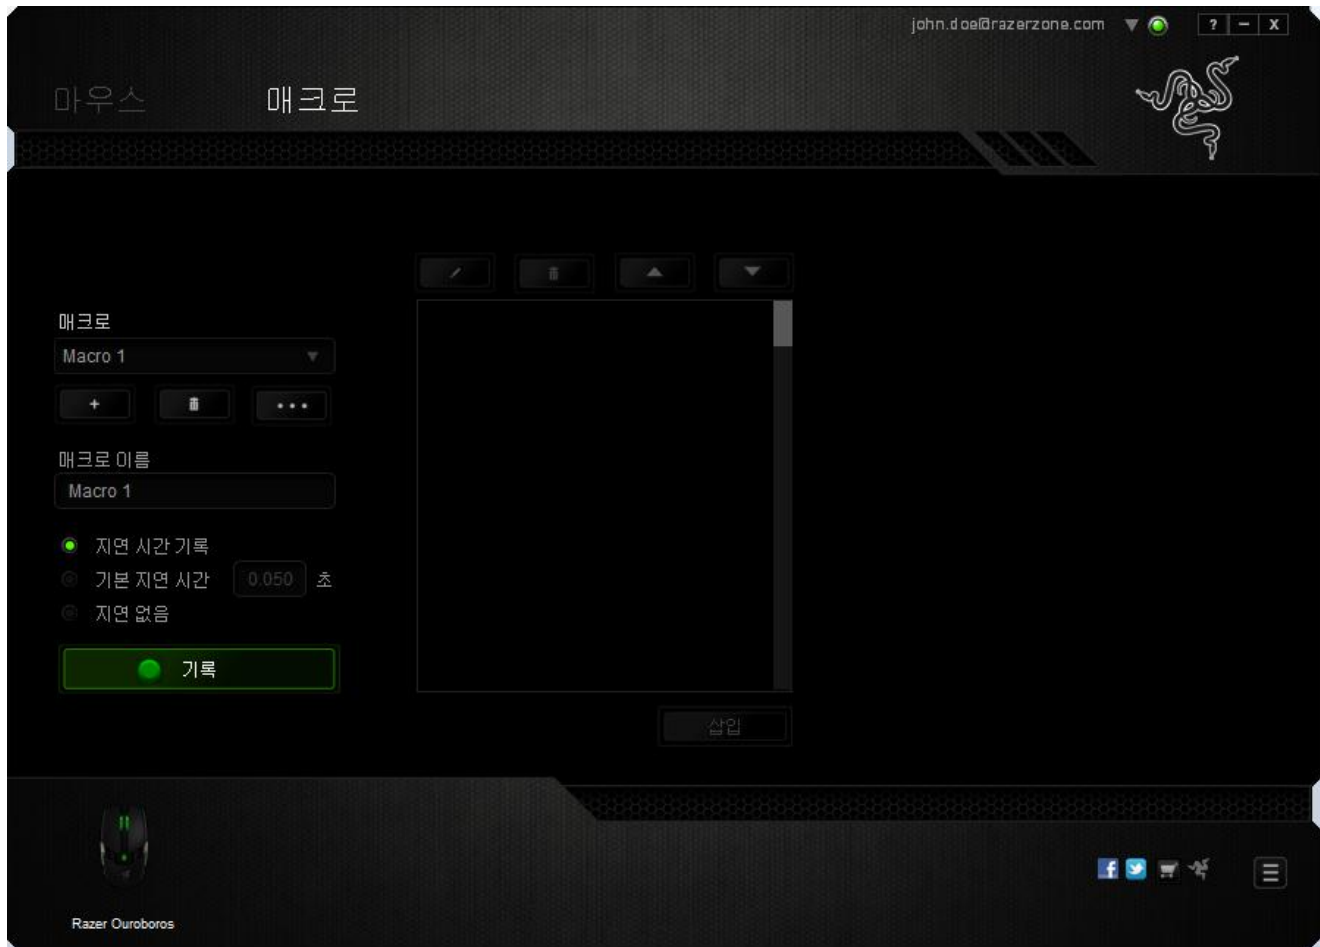 john.doe@razerzone.com
? − X
마우스 매크로
매크로
Macro 1
매크로 이름
Macro 1
지연 시간 기록
기본 지연 시간 0.050 초
지연 없음
기록
삽입
Razer Ouroboros